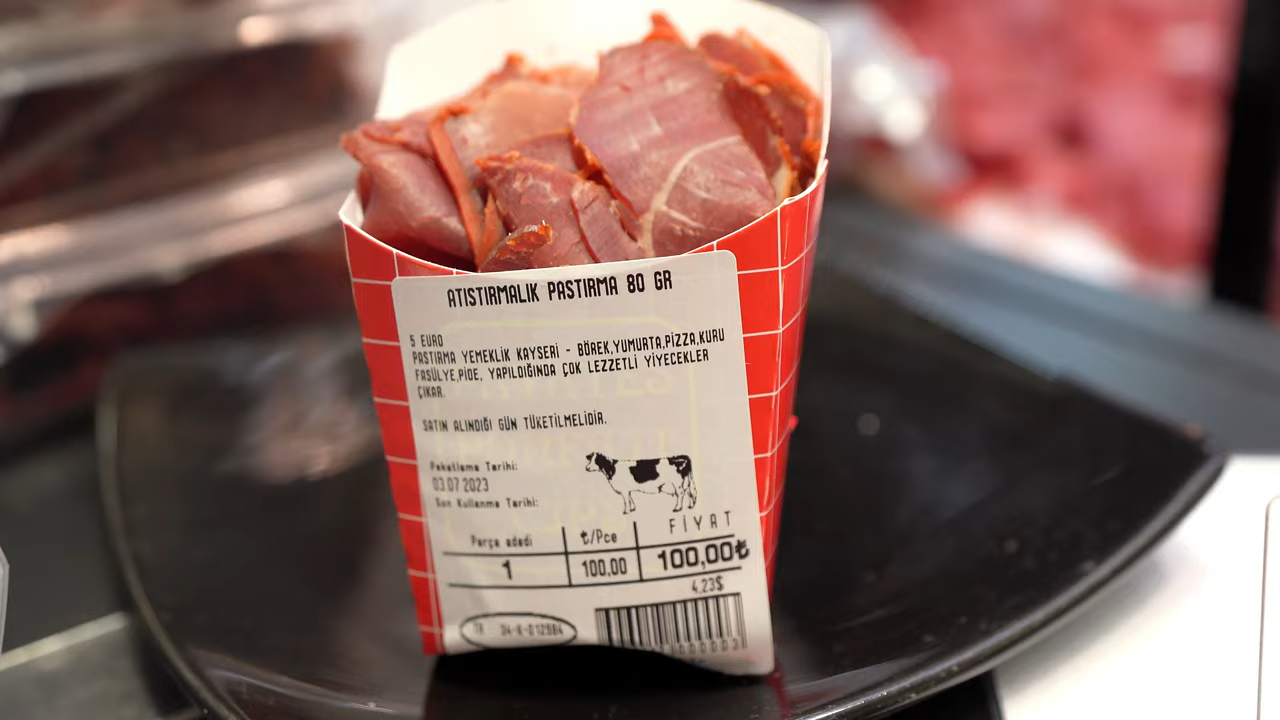 ATISTIRMALIK PASTIRMA 80 GR
5 EURO
PASTIRMA YEMEKLİK KAYSERİ - BÖREK,YUMURTA,PİZZA,KURU
FASÜLYE,PİDE, YAPILDIĞINDA ÇOK LEZZETLİ YİYECEKLER
ÇIKAR.
SATIN ALINDIĞI GÜN TÜKETİLMELİDİR.
Paketleme Tarihi:
03.07.2023
Son Kullanma Tarihi:
Parça adedi ₺/Pce FİYAT
1 100,00 100,00₺
4,23$
TR